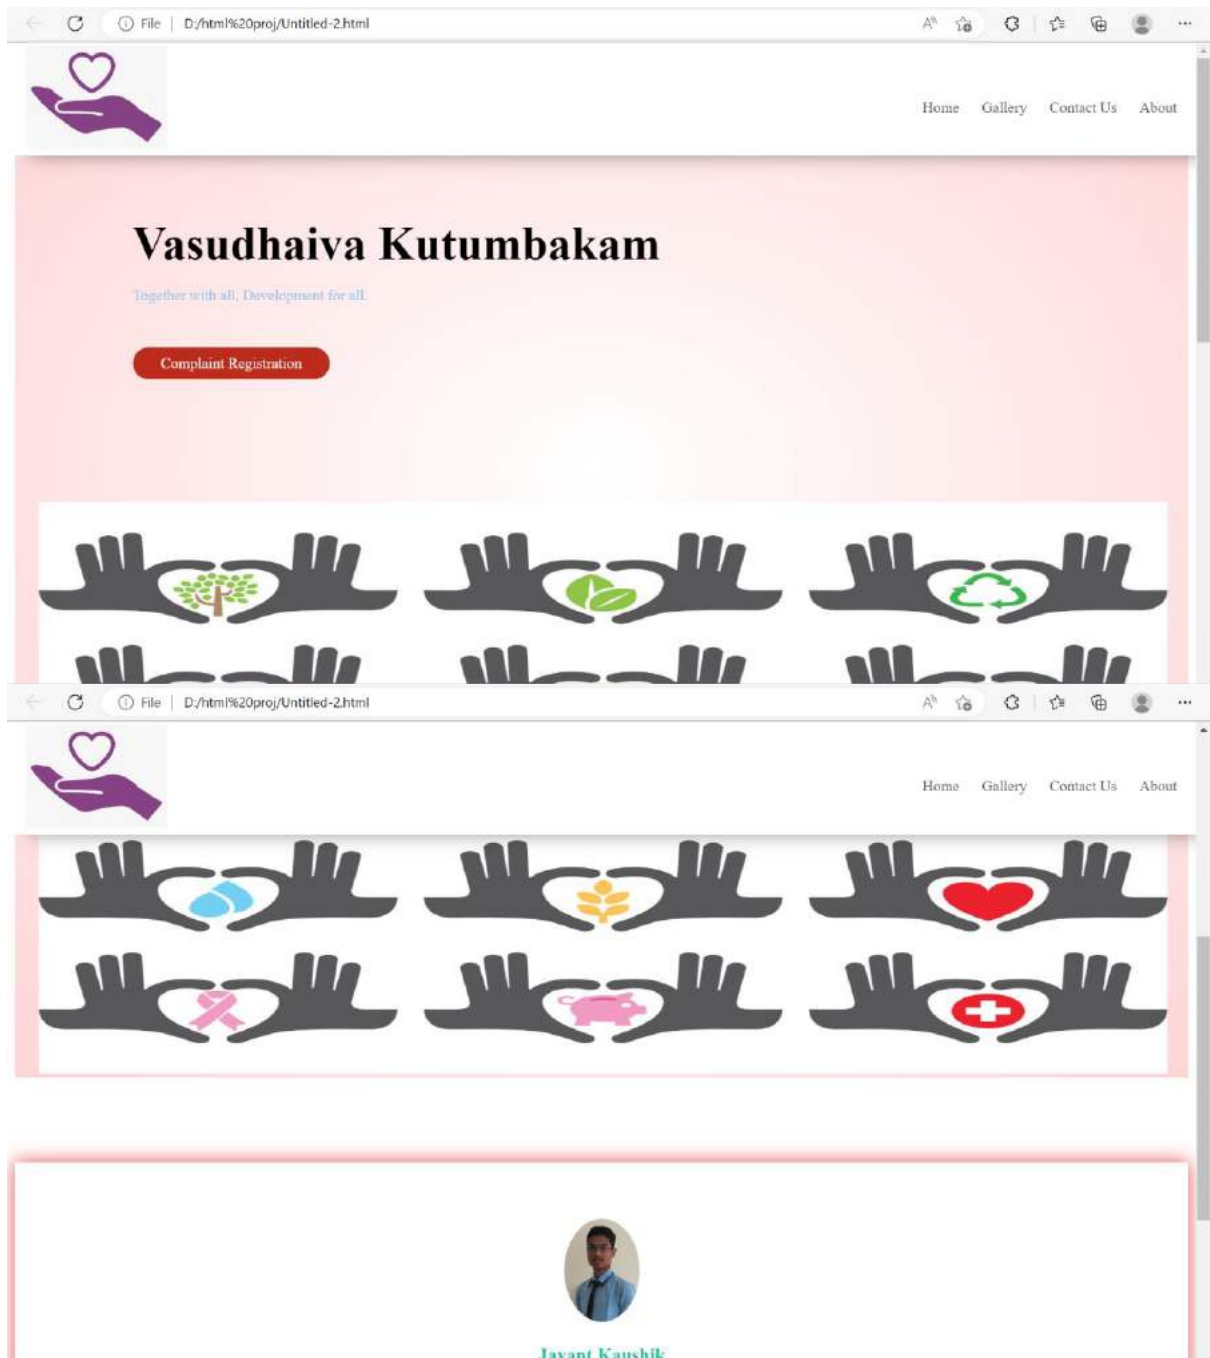 File | D:/html%20proj/Untitled-2.html
Home Gallery Contact Us About
Vasudhaiva Kutumbakam
Together with all, Development for all.
Complaint Registration
File | D:/html%20proj/Untitled-2.html
Home Gallery Contact Us About
Jayant Kaushik